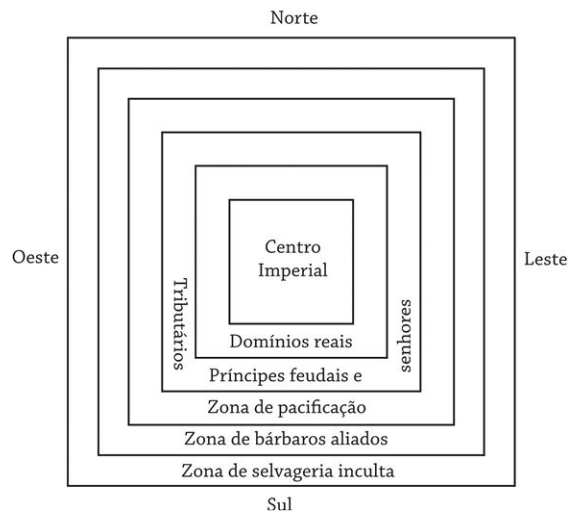 Norte
Oeste
Leste
Centro
Imperial
Tributários
senhores
Domínios reais
Príncipes feudais e
Zona de pacificação
Zona de bárbaros aliados
Zona de selvageria inculta
Sul